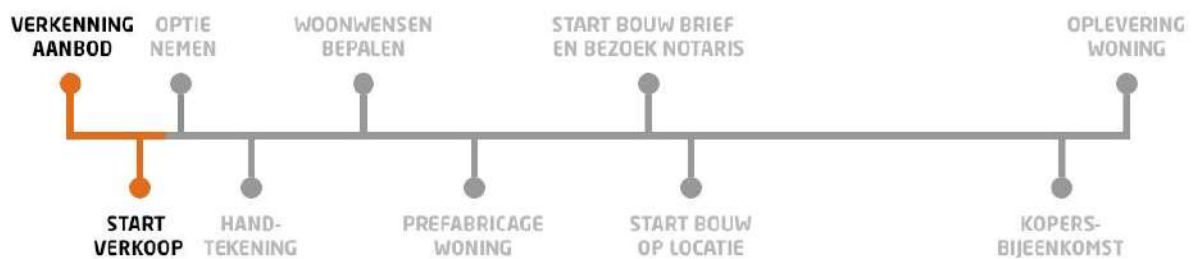 VERKENNING
AANBOD
OPTIE
NEMEN
WOONWENSEN
BEPALEN
START BOUW BRIEF
EN BEZOEK NOTARIS
OPLEVERING
WONING
START
VERKOOP
HAND-
TEKENING
PREFABRICAGE
WONING
START BOUW
OP LOCATIE
KOPERS-
BIJEENKOMST